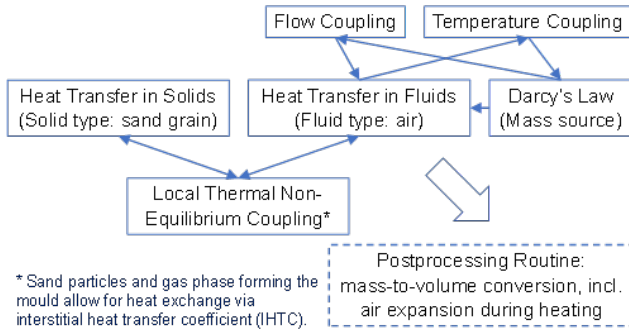 Flow Coupling
Temperature Coupling
Heat Transfer in Solids
(Solid type: sand grain)
Heat Transfer in Fluids
(Fluid type: air)
Darcy's Law
(Mass source)
Local Thermal Non-
Equilibrium Coupling*
* Sand particles and gas phase forming the
mould allow for heat exchange via
interstitial heat transfer coefficient (IHTC).
Postprocessing Routine:
mass-to-volume conversion, incl.
air expansion during heating